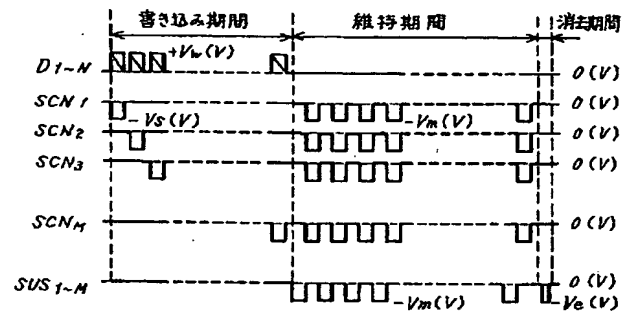 書き込み期間 維持期間 消去期間
D1~N +Vw(V) 0(V)
SCN1 -Vs(V) -Vm(V) 0(V)
SCN2 0(V)
SCN3 0(V)
SCNM 0(V)
SUS1~M -Vm(V) 0(V)
-Ve(V)